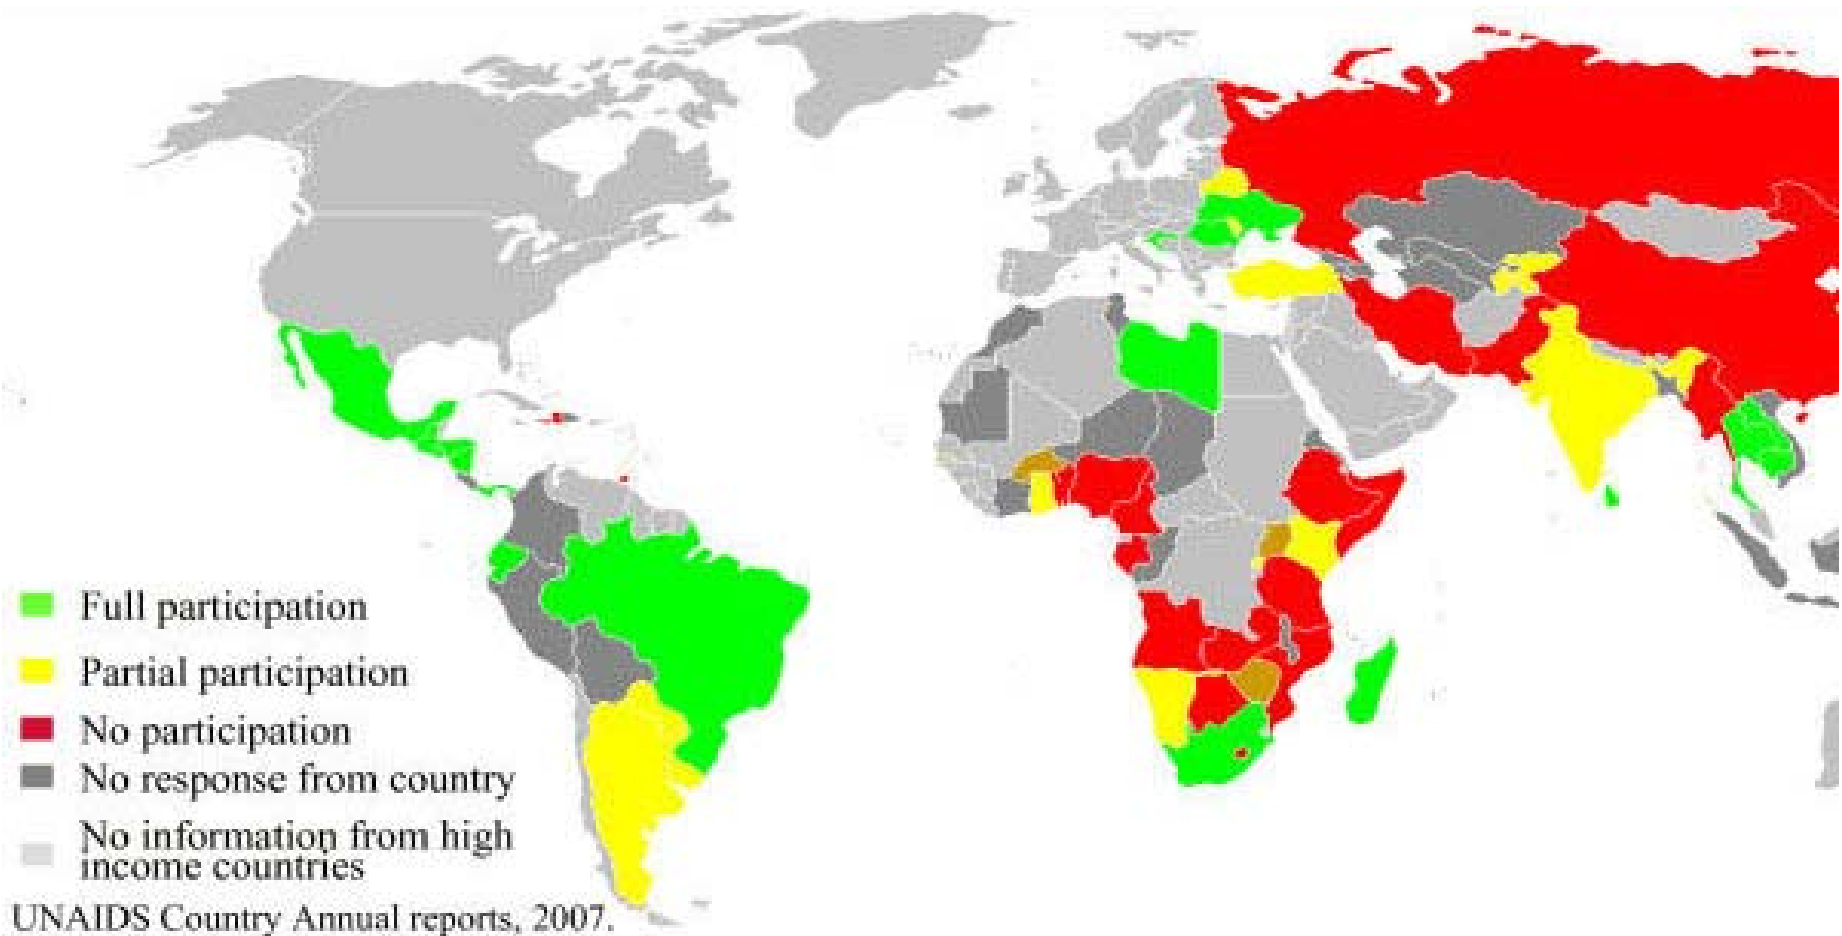 Full participation
Partial participation
No participation
No response from country
No information from high
income countries
UNAIDS Country Annual reports, 2007.